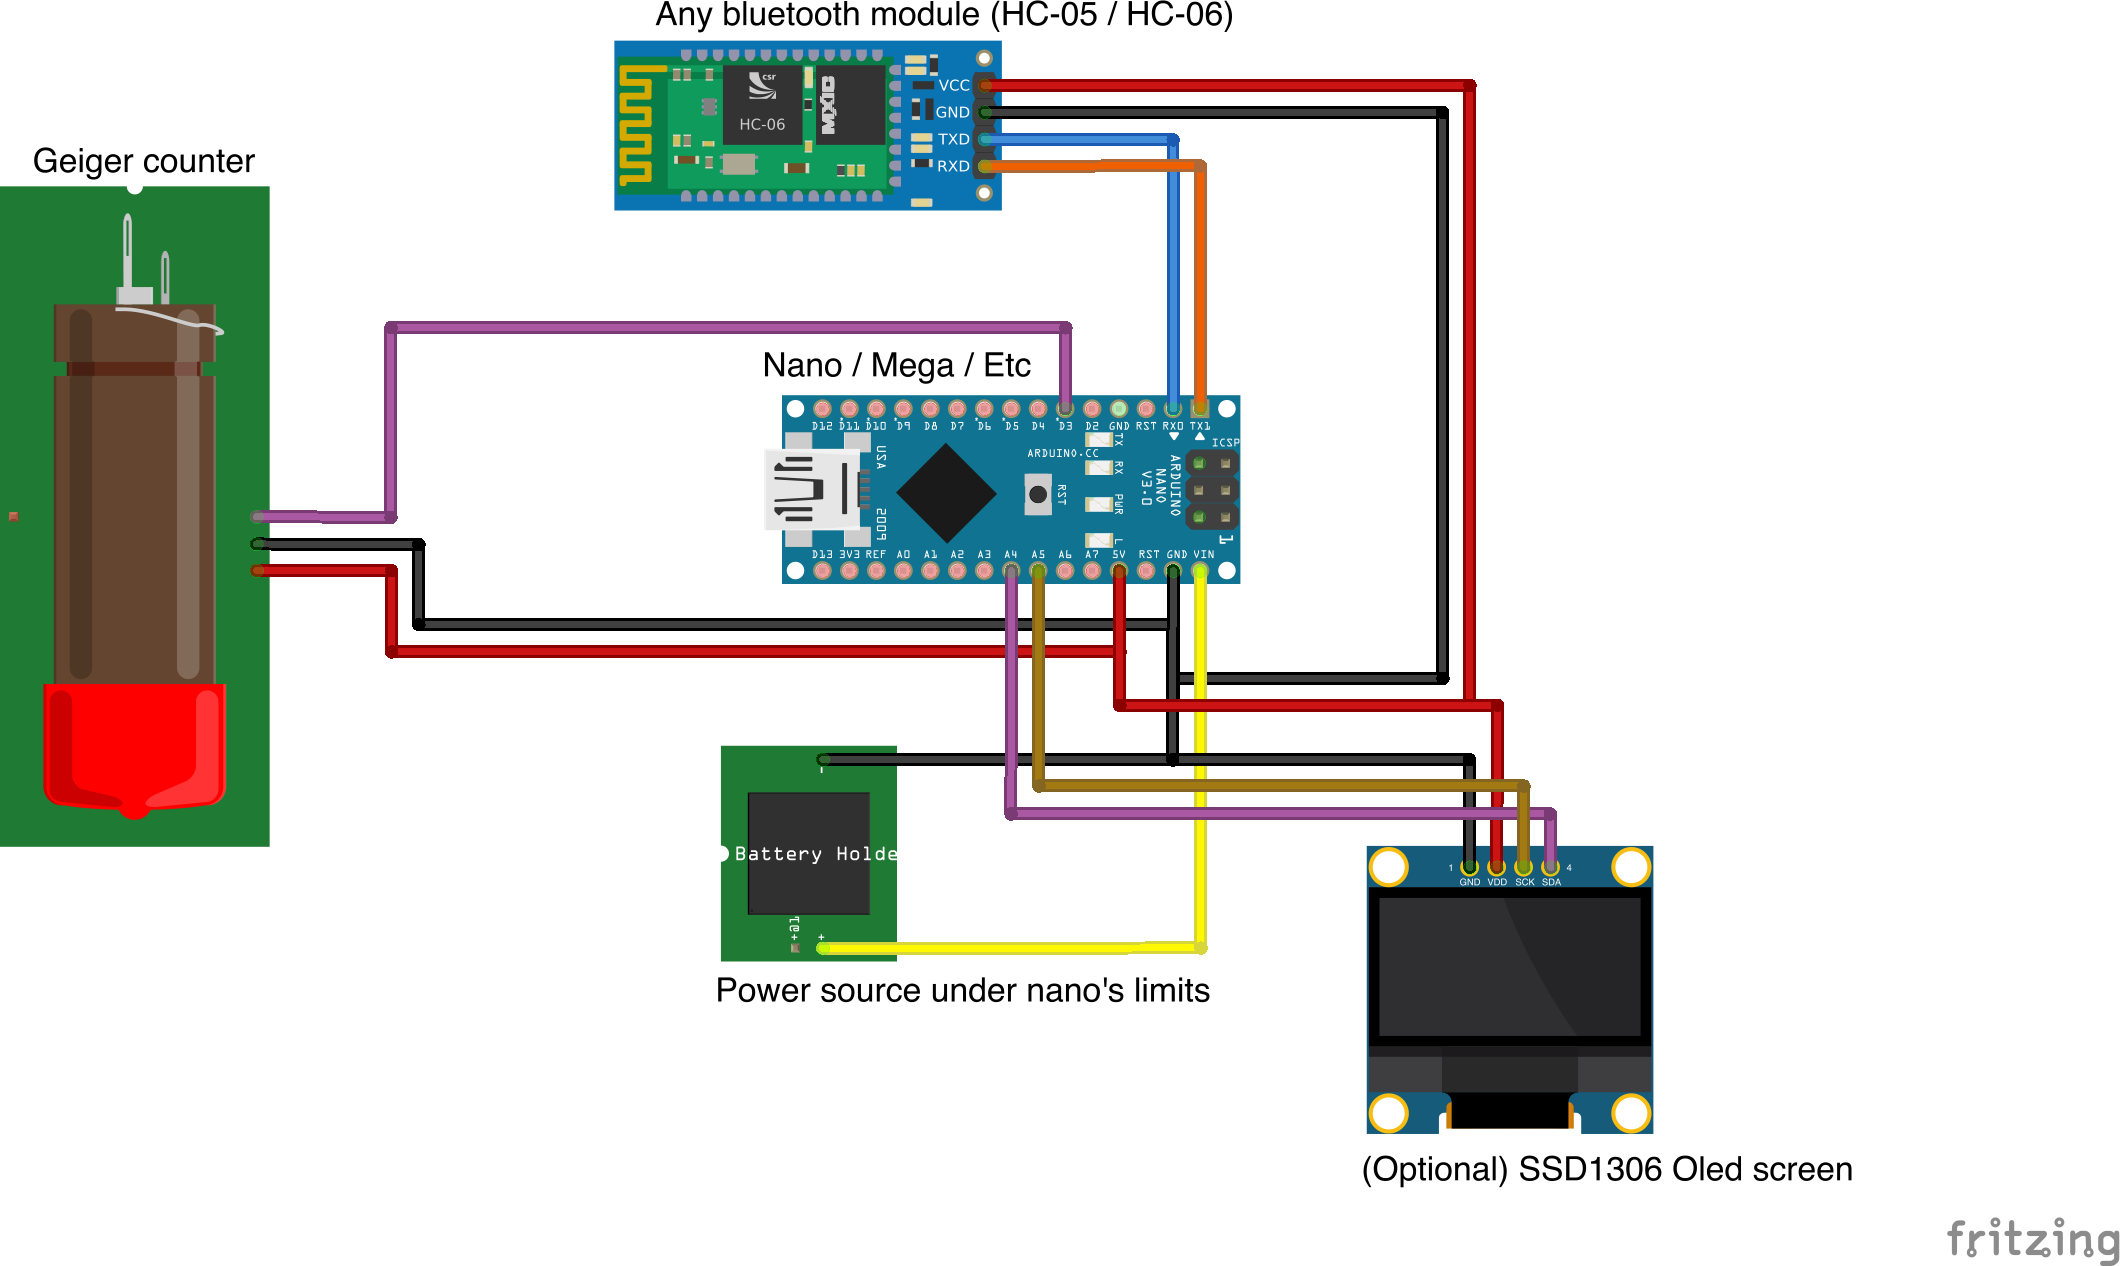 Any bluetooth module (HC-05 / HC-06)
csr
HC-06
MXIC
VCC
GND
TXD
RXD
Geiger counter
Nano / Mega / Etc
D12 D11 D10 D9 D8 D7 D6 D5 D4 D3 D2 GND RST RX0 TX1
ICSP
TX
RX
PWR
L
ARDUINO.CC
RST
USA
2009
ARDUINO
NANO
V3.0
1
D13 3V3 REF A0 A1 A2 A3 A4 A5 A6 A7 5V RST GND VIN
-
Battery Holde
+
+
Power source under nano's limits
1 4
GND VDD SCK SDA
(Optional) SSD1306 Oled screen
fritzing